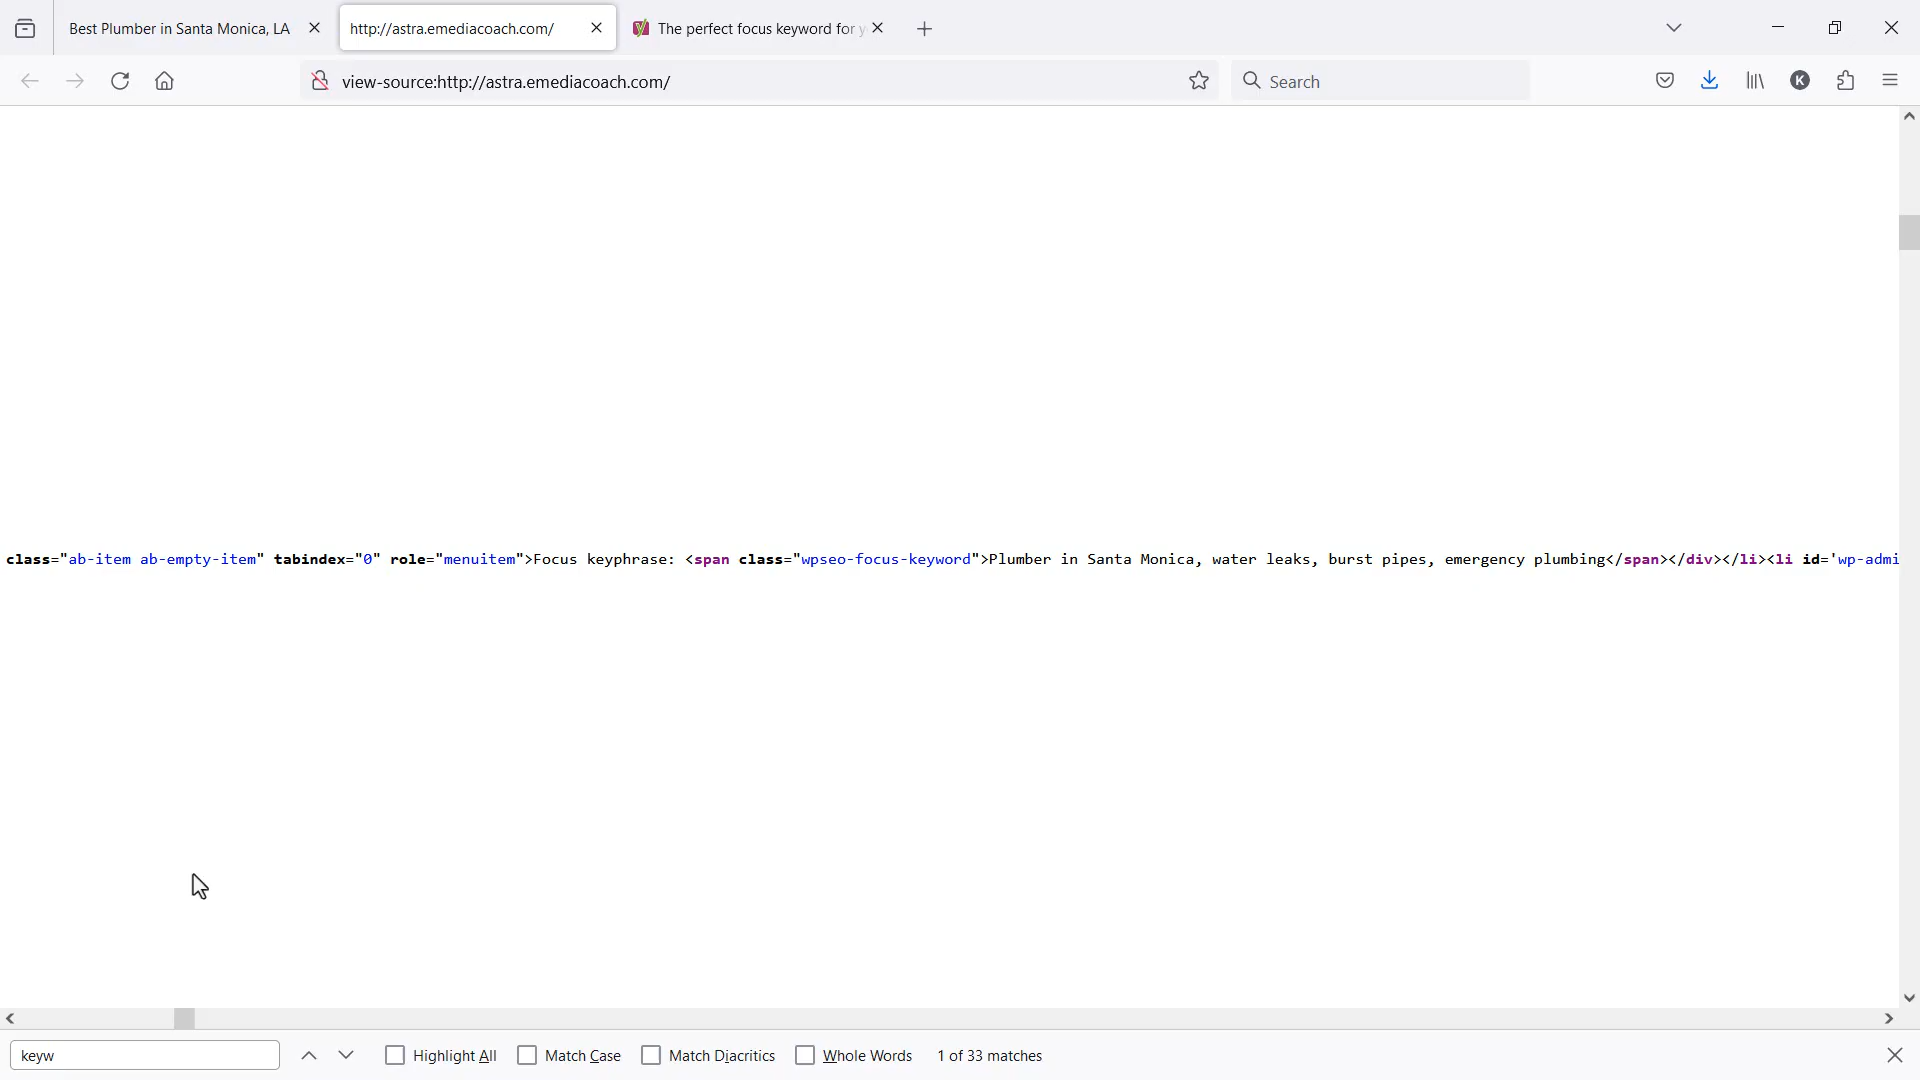 Best Plumber in Santa Monica, LA
http://astra.emediacoach.com/
The perfect focus keyword for y
view-source:http://astra.emediacoach.com/
Search
K
class="ab-item ab-empty-item" tabindex="0" role="menuitem">Focus keyphrase: <span class="wpseo-focus-keyword">Plumber in Santa Monica, water leaks, burst pipes, emergency plumbing</span></div></li><li id='wp-admi
keyw
Highlight All
Match Case
Match Diacritics
Whole Words
1 of 33 matches